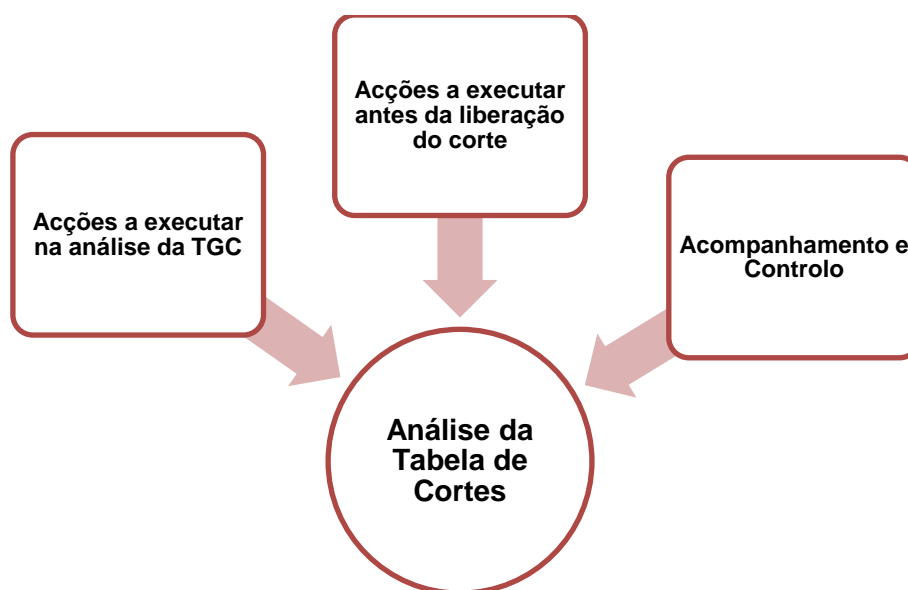 Acções a executar
antes da liberação
do corte
Acções a executar
na análise da TGC
Acompanhamento e
Controlo
Análise da
Tabela de
Cortes